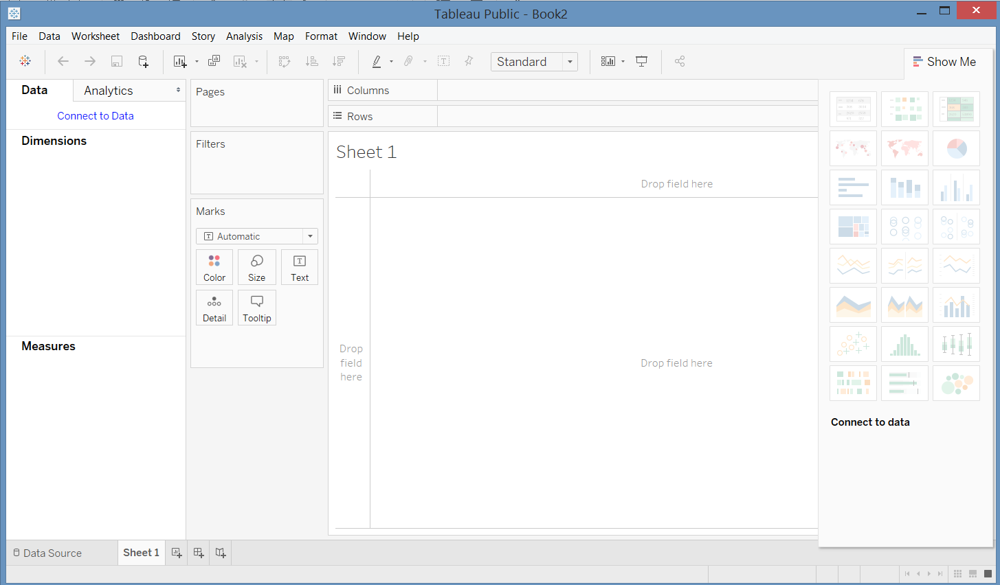 Tableau Public - Book2
File Data Worksheet Dashboard Story Analysis Map Format Window Help
Standard
Show Me
Data
Analytics
Connect to Data
Dimensions
Measures
Pages
Filters
Marks
Automatic
Color Size Text
Detail Tooltip
Columns
Rows
Sheet 1
Drop field here
Drop
field
here
Drop field here
Connect to data
Data Source
Sheet 1